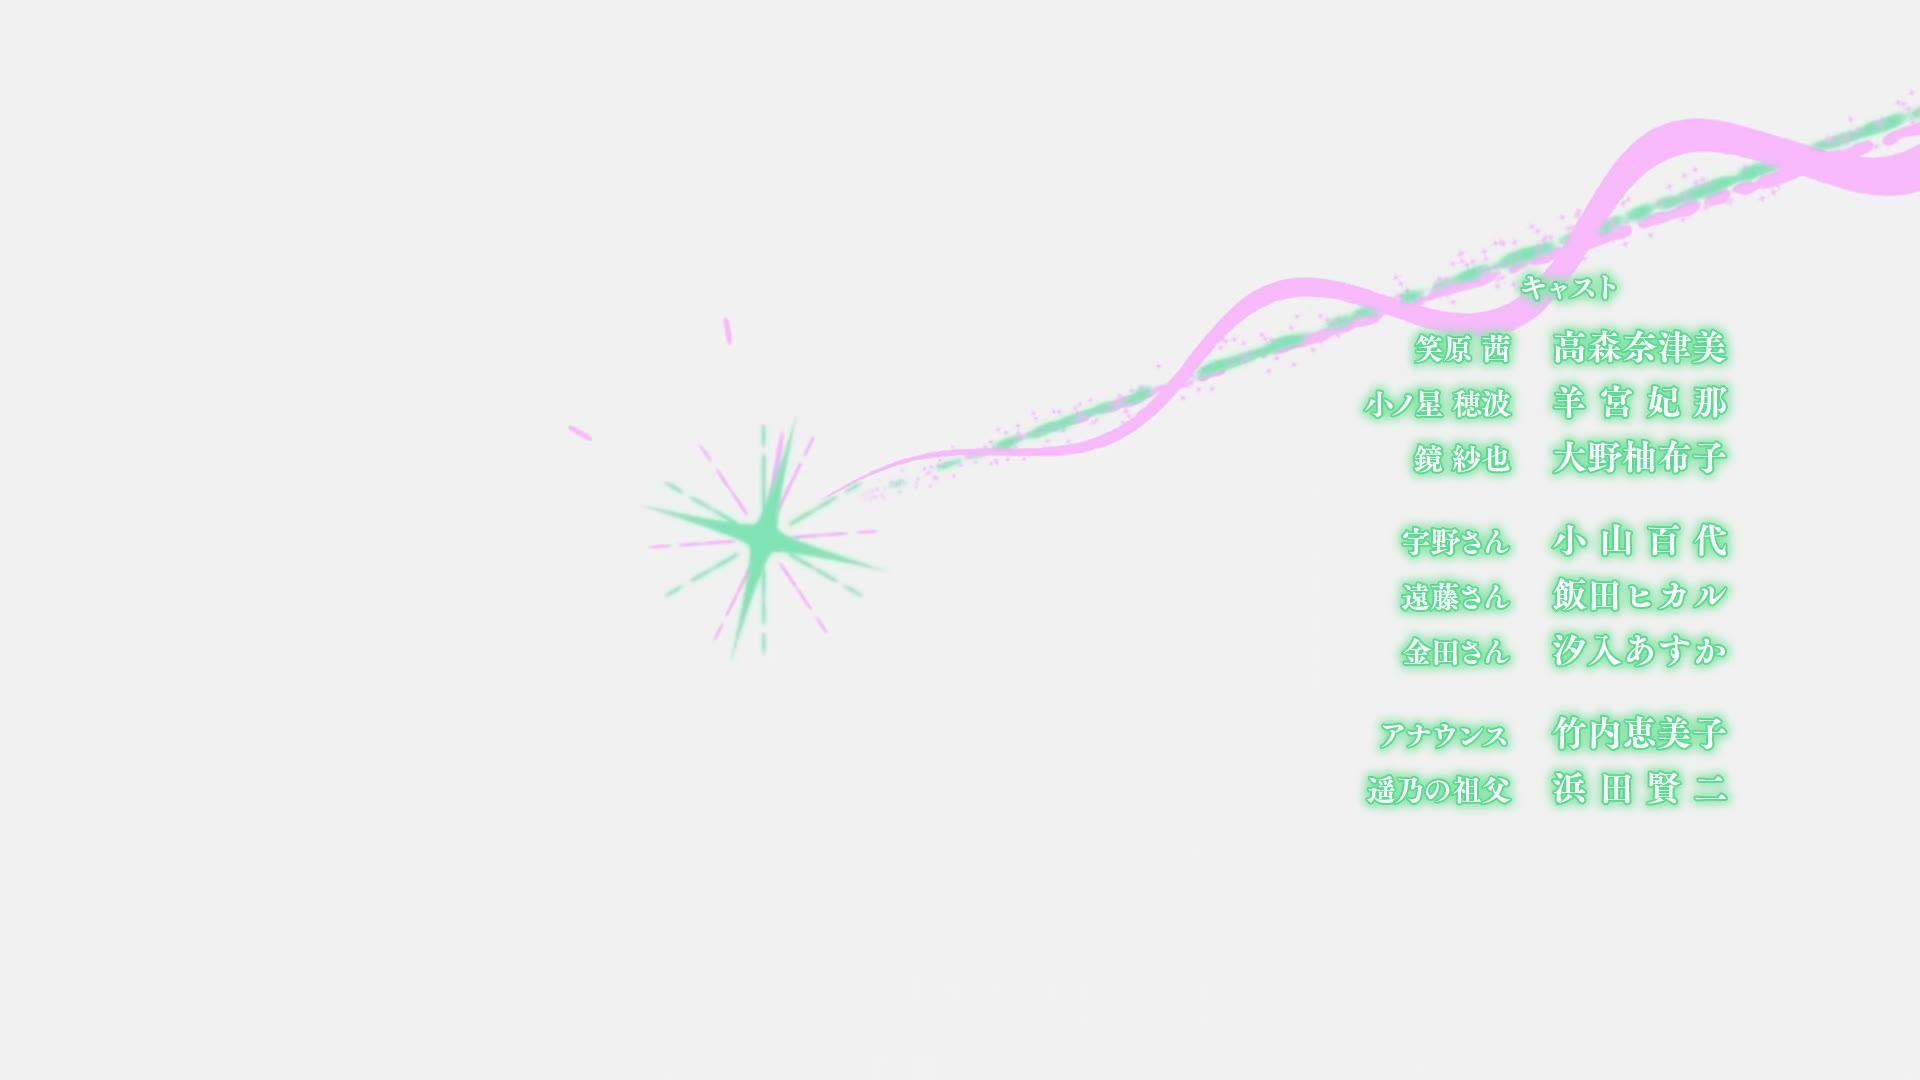 キャスト
笑原 茜 高森奈津美
小ノ星 穂波 羊宮妃那
鏡 紗也 大野柚布子
宇野さん 小山百代
遠藤さん 飯田ヒカル
金田さん 汐入あすか
アナウンス 竹内恵美子
遥乃の祖父 浜田賢二